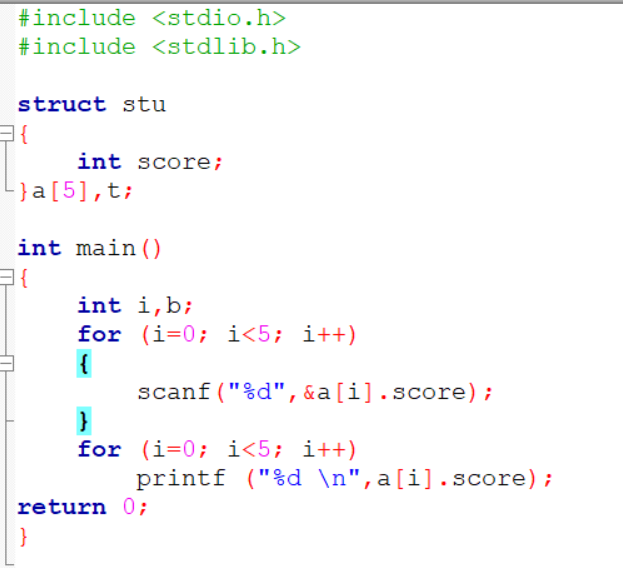 #include <stdio.h>
#include <stdlib.h>
struct stu
{
int score;
}a[5],t;
int main()
{
int i,b;
for (i=0; i<5; i++)
{
scanf("%d",&a[i].score);
}
for (i=0; i<5; i++)
printf ("%d \n",a[i].score);
return 0;
}